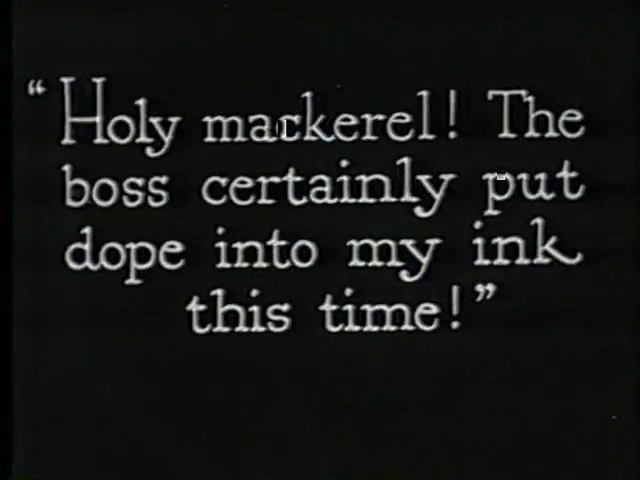 “Holy mackerel! The
boss certainly put
dope into my ink
this time!”